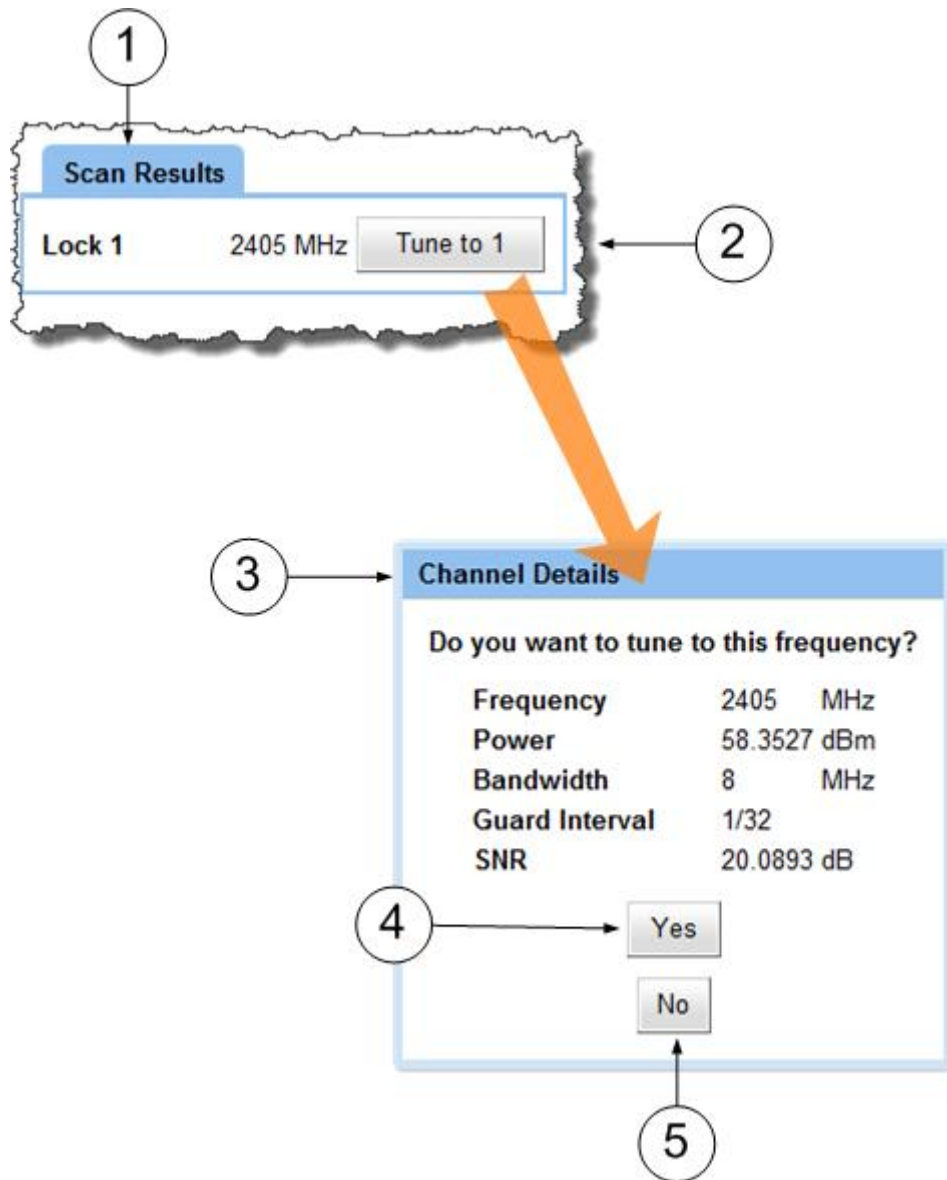 1
Scan Results
Lock 1 2405 MHz Tune to 1
2
3
Channel Details
Do you want to tune to this frequency?
Frequency 2405 MHz
Power 58.3527 dBm
Bandwidth 8 MHz
Guard Interval 1/32
SNR 20.0893 dB
4
Yes
No
5